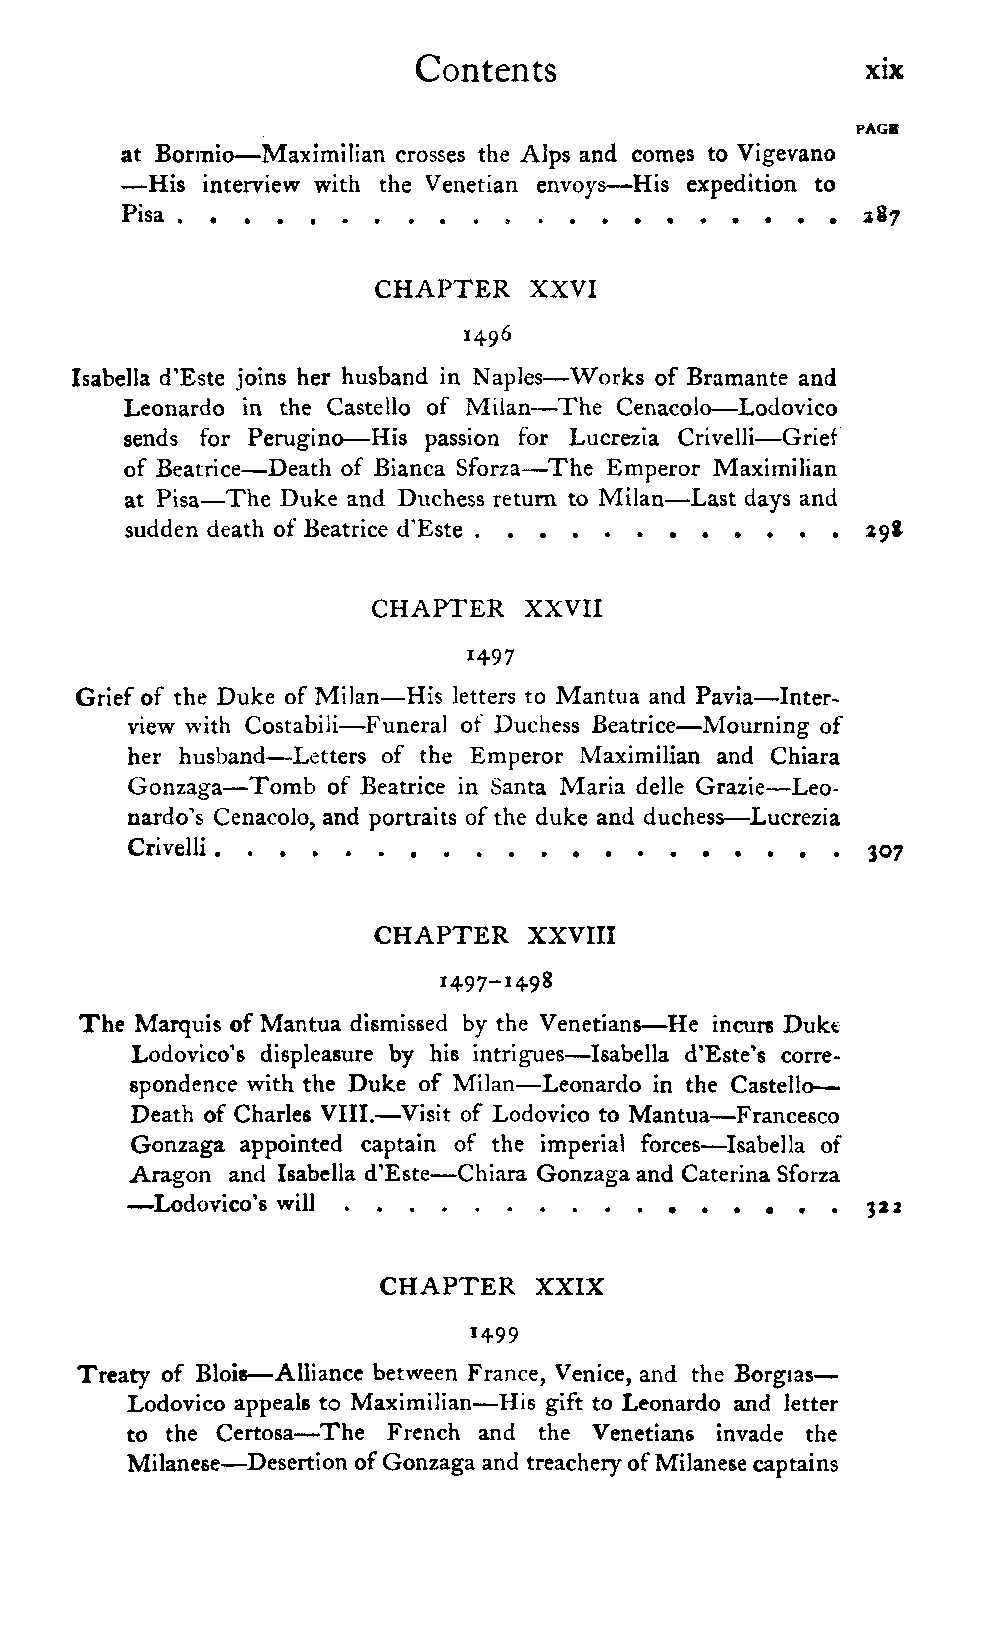 Contents xix
PAGE
at Bormio—Maximilian crosses the Alps and comes to Vigevano
—His interview with the Venetian envoys—His expedition to
Pisa . . . . . . . . . . . . . . . . . . . . . 287
CHAPTER XXVI
1496
Isabella d'Este joins her husband in Naples—Works of Bramante and
Leonardo in the Castello of Milan—The Cenacolo—Lodovico
sends for Perugino—His passion for Lucrezia Crivelli—Grief
of Beatrice—Death of Bianca Sforza—The Emperor Maximilian
at Pisa—The Duke and Duchess return to Milan—Last days and
sudden death of Beatrice d'Este . . . . . . . . . . . . 298
CHAPTER XXVII
1497
Grief of the Duke of Milan—His letters to Mantua and Pavia—Inter-
view with Costabili—Funeral of Duchess Beatrice—Mourning of
her husband—Letters of the Emperor Maximilian and Chiara
Gonzaga—Tomb of Beatrice in Santa Maria delle Grazie—Leo-
nardo's Cenacolo, and portraits of the duke and duchess—Lucrezia
Crivelli . . . . . . . . . . . . . . . . . . . . 307
CHAPTER XXVIII
1497-1498
The Marquis of Mantua dismissed by the Venetians—He incurs Duke
Lodovico's displeasure by his intrigues—Isabella d'Este's corre-
spondence with the Duke of Milan—Leonardo in the Castello—
Death of Charles VIII.—Visit of Lodovico to Mantua—Francesco
Gonzaga appointed captain of the imperial forces—Isabella of
Aragon and Isabella d'Este—Chiara Gonzaga and Caterina Sforza
—Lodovico's will . . . . . . . . . . . . . . . . 322
CHAPTER XXIX
1499
Treaty of Blois—Alliance between France, Venice, and the Borgias—
Lodovico appeals to Maximilian—His gift to Leonardo and letter
to the Certosa—The French and the Venetians invade the
Milanese—Desertion of Gonzaga and treachery of Milanese captains